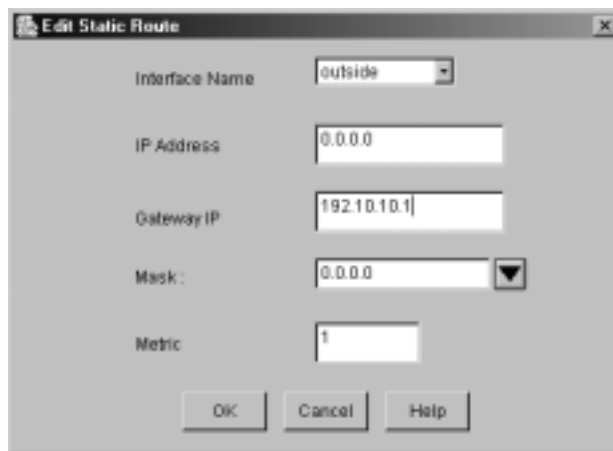 Edit Static Route
Interface Name outside
IP Address 0.0.0.0
Gateway IP 192.10.10.1
Mask : 0.0.0.0
Metric 1
OK Cancel Help